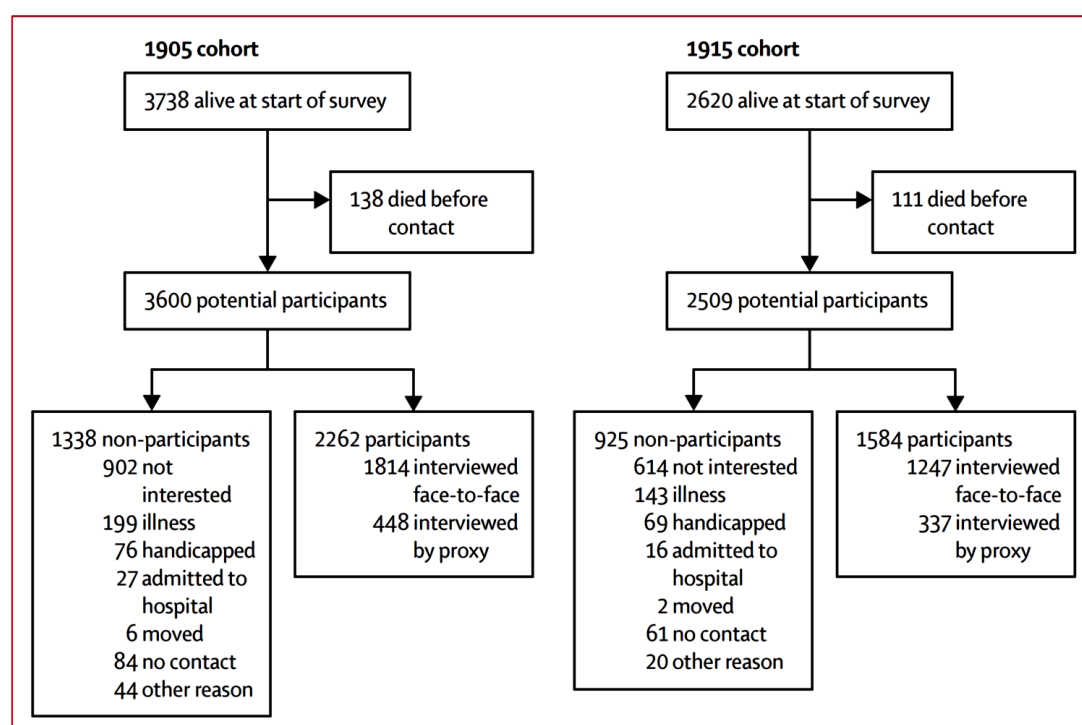 1905 cohort
3738 alive at start of survey
138 died before
contact
3600 potential participants
1338 non-participants
902 not
interested
199 illness
76 handicapped
27 admitted to
hospital
6 moved
84 no contact
44 other reason
2262 participants
1814 interviewed
face-to-face
448 interviewed
by proxy
1915 cohort
2620 alive at start of survey
111 died before
contact
2509 potential participants
925 non-participants
614 not interested
143 illness
69 handicapped
16 admitted to
hospital
2 moved
61 no contact
20 other reason
1584 participants
1247 interviewed
face-to-face
337 interviewed
by proxy